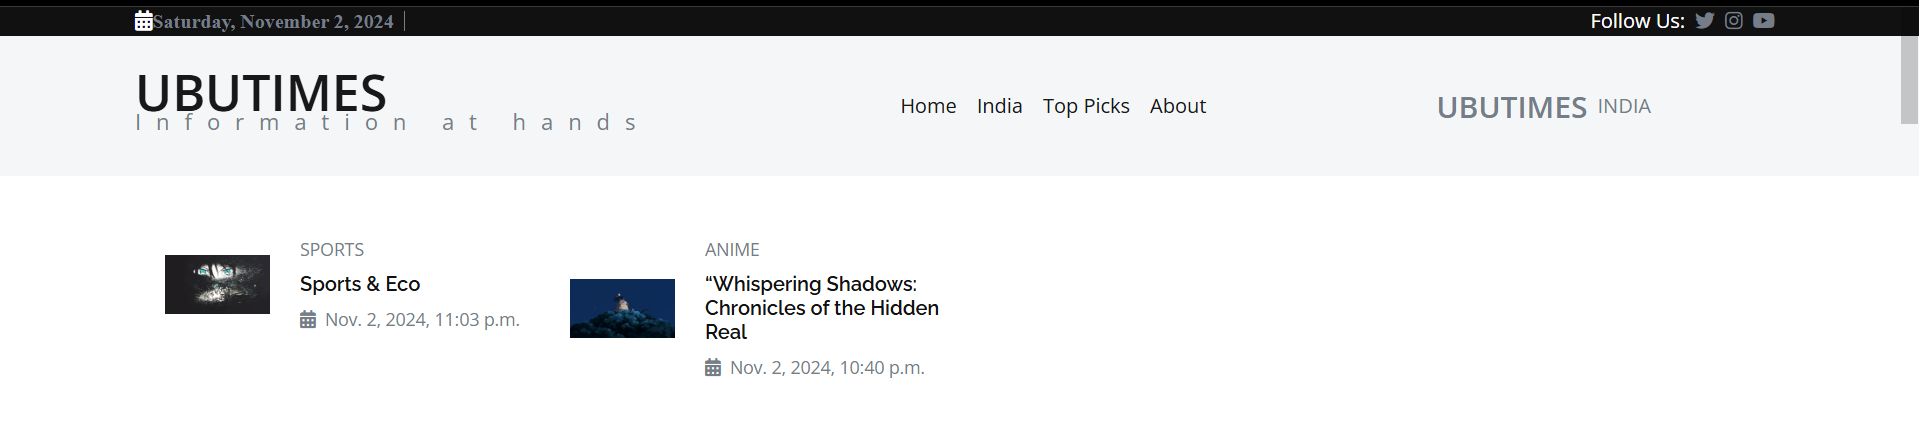 Saturday, November 2, 2024
Follow Us:
UBUTIMES
Information at hands
Home India Top Picks About
UBUTIMES INDIA
SPORTS
Sports & Eco
Nov. 2, 2024, 11:03 p.m.
ANIME
“Whispering Shadows:
Chronicles of the Hidden
Real
Nov. 2, 2024, 10:40 p.m.